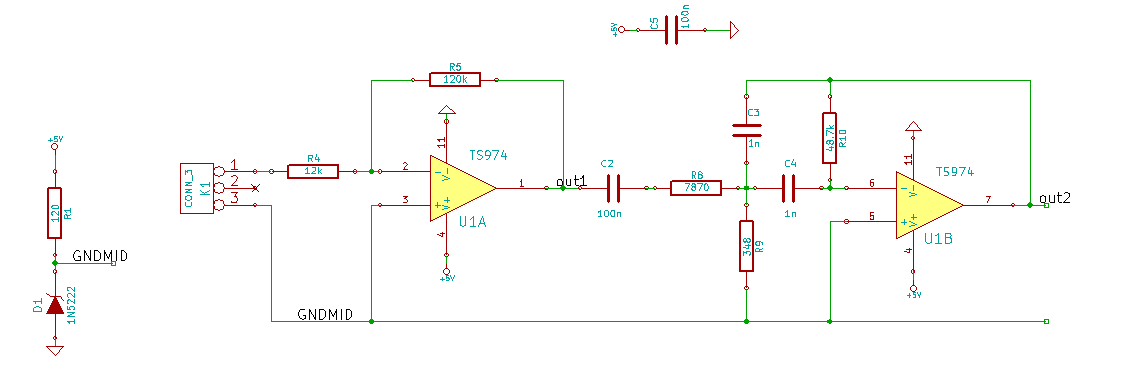 C5
100n
+5V
R5
120k
+5V
120
R1
GNDMID
D1
1N5222
CONN_3
K1
1
2
3
R4
12k
11
TS974
2
3
-
V-
+
V+
1
U1A
4
+5V
out1
C2
100n
R6
7870
C3
1n
C4
1n
348
R9
48.7k
R10
11
TS974
6
5
-
V-
+
V+
7
U1B
4
+5V
out2
GNDMID